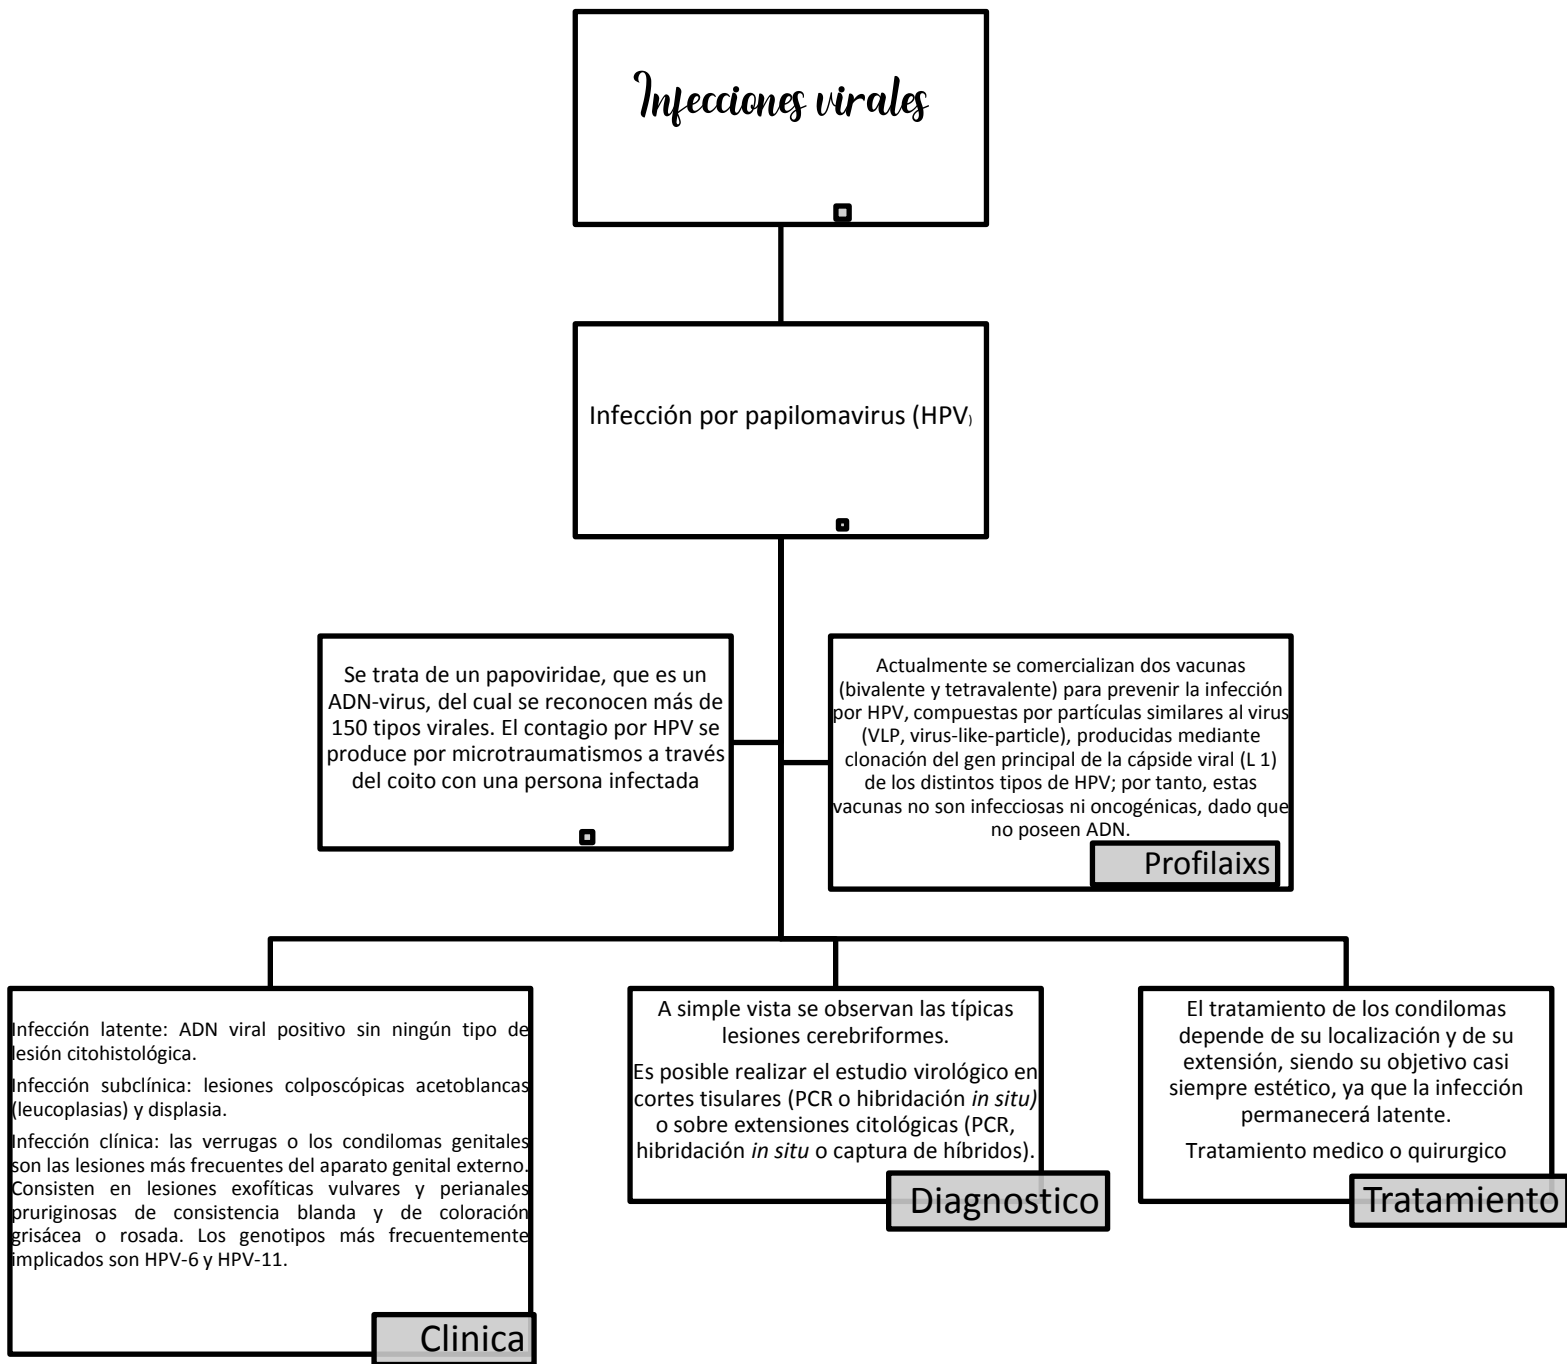 Infecciones virales
Infección por papilomavirus (HPV)
Se trata de un papoviridae, que es un
ADN-virus, del cual se reconocen más de
150 tipos virales. El contagio por HPV se
produce por microtraumatismos a través
del coito con una persona infectada
Actualmente se comercializan dos vacunas
(bivalente y tetravalente) para prevenir la infección
por HPV, compuestas por partículas similares al virus
(VLP, virus-like-particle), producidas mediante
clonación del gen principal de la cápside viral (L 1)
de los distintos tipos de HPV; por tanto, estas
vacunas no son infecciosas ni oncogénicas, dado que
no poseen ADN.
Profilaixs
Infección latente: ADN viral positivo sin ningún tipo de
lesión citohistológica.
Infección subclínica: lesiones colposcópicas acetoblancas
(leucoplasias) y displasia.
Infección clínica: las verrugas o los condilomas genitales
son las lesiones más frecuentes del aparato genital externo.
Consisten en lesiones exofíticas vulvares y perianales
pruriginosas de consistencia blanda y de coloración
grisácea o rosada. Los genotipos más frecuentemente
implicados son HPV-6 y HPV-11.
Clinica
A simple vista se observan las típicas
lesiones cerebriformes.
Es posible realizar el estudio virológico en
cortes tisulares (PCR o hibridación in situ)
o sobre extensiones citológicas (PCR,
hibridación in situ o captura de híbridos).
Diagnostico
El tratamiento de los condilomas
depende de su localización y de su
extensión, siendo su objetivo casi
siempre estético, ya que la infección
permanecerá latente.
Tratamiento medico o quirurgico
Tratamiento